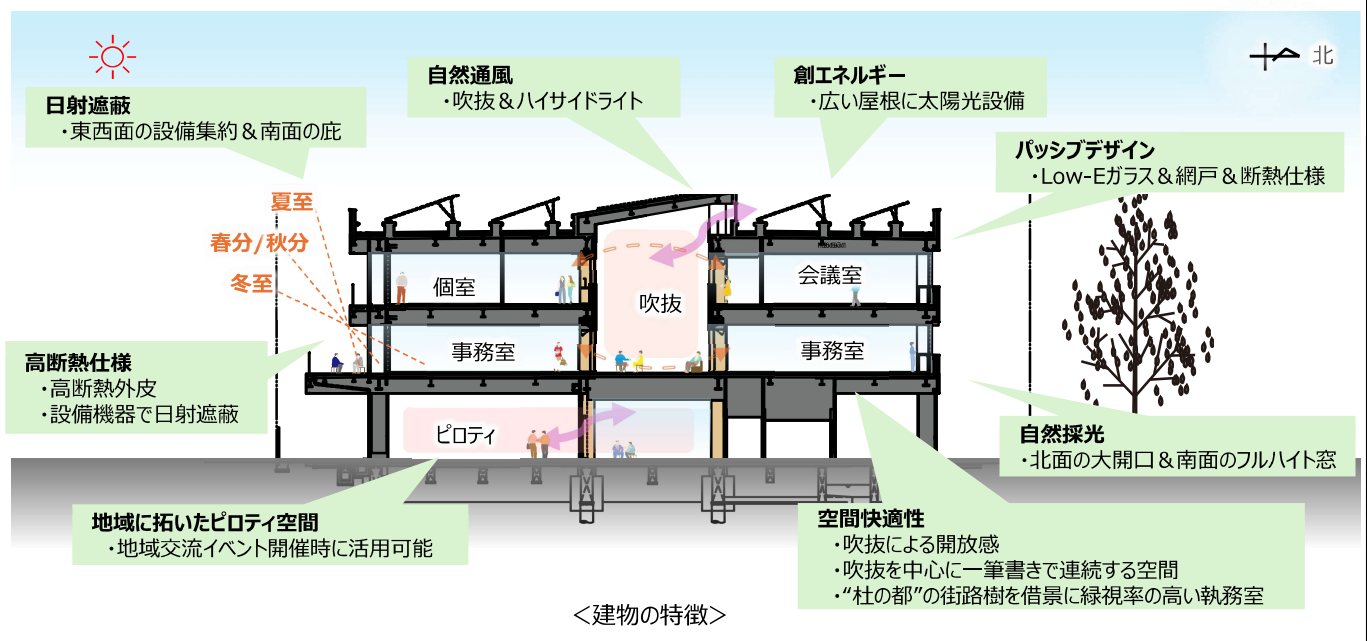 北
日射遮蔽
・東西面の設備集約＆南面の庇
自然通風
・吹抜＆ハイサイドライト
創エネルギー
・広い屋根に太陽光設備
パッシブデザイン
・Low-Eガラス＆網戸＆断熱仕様
夏至
春分/秋分
冬至
個室
吹抜
会議室
事務室
事務室
高断熱仕様
・高断熱外皮
・設備機器で日射遮蔽
ピロティ
自然採光
・北面の大開口＆南面のフルハイト窓
地域に拓いたピロティ空間
・地域交流イベント開催時に活用可能
空間快適性
・吹抜による開放感
・吹抜を中心に一筆書きで連続する空間
・“杜の都”の街路樹を借景に緑視率の高い執務室
＜建物の特徴＞